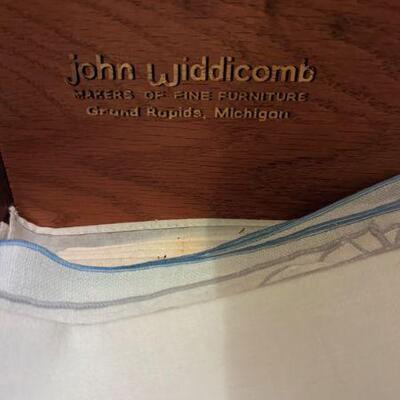 john widdicomb
MAKERS OF FINE FURNITURE
Grand Rapids, Michigan